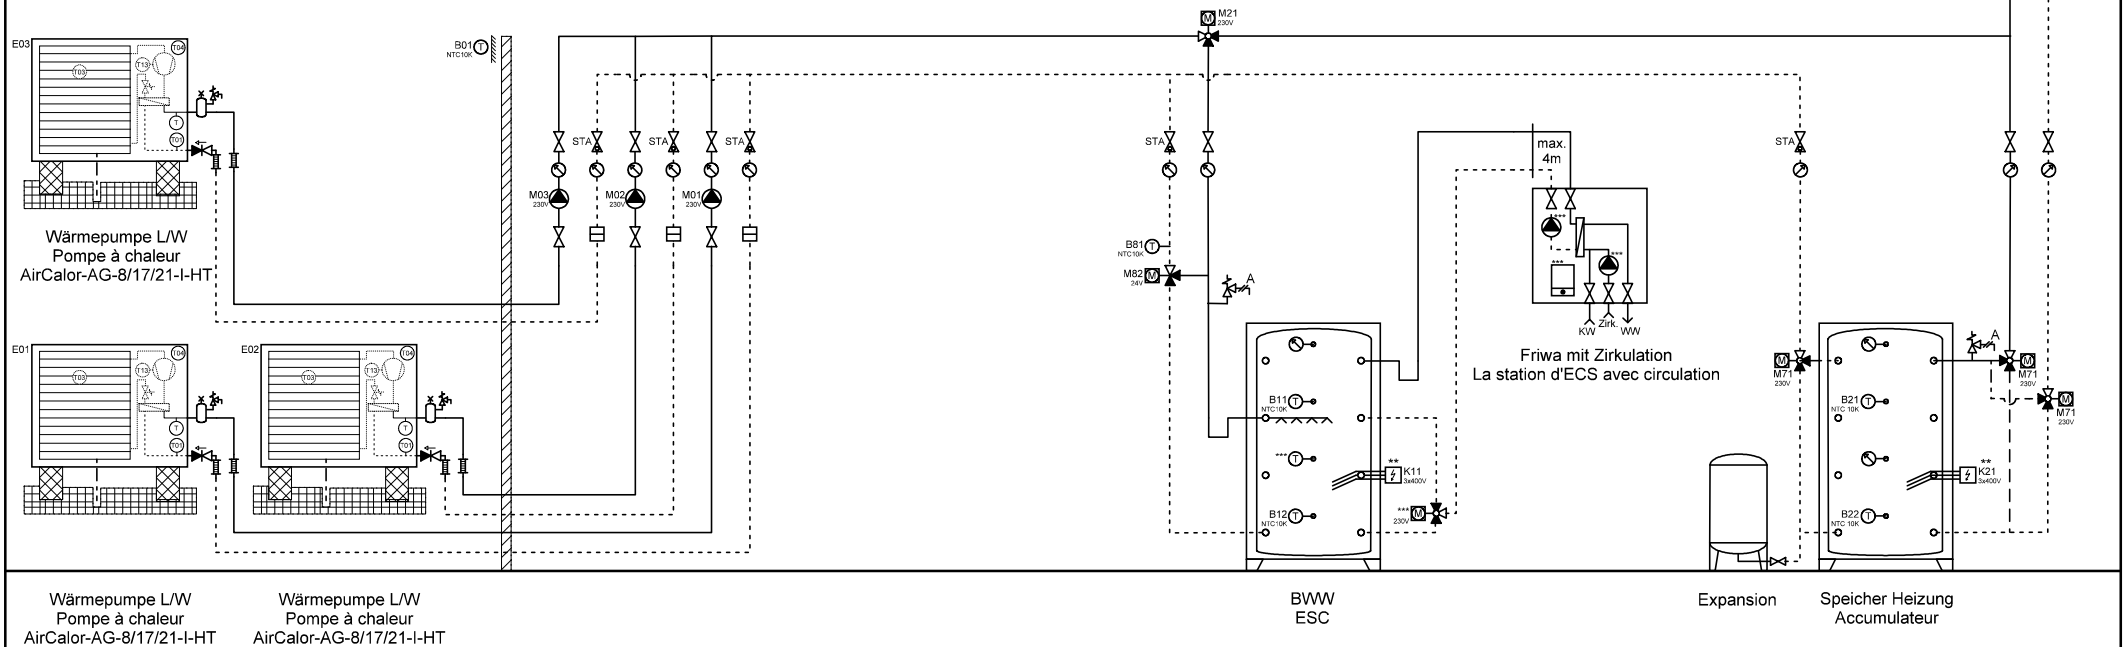 M21
230V
E03
T04
T03
T13
T
T01
B01
T
NTC10K
STA
STA
STA
STA
STA
M03
230V
M02
230V
M01
230V
max.
4m
***
***
***
KW
Zirk.
WW
Friwa mit Zirkulation
La station d'ECS avec circulation
Wärmepumpe L/W
Pompe à chaleur
AirCalor-AG-8/17/21-I-HT
B81
T
NTC10K
M82
M
24V
A
E01
T04
T03
T13
T
T01
E02
T04
T03
T13
T
T01
B11
T
NTC10K
***
T
B12
T
NTC10K
**
K11
3x400V
***
M
230V
M
M71
230V
A
M
M71
230V
M
M71
230V
B21
T
NTC 10K
B22
T
NTC 10K
**
K21
3x400V
Wärmepumpe L/W
Pompe à chaleur
AirCalor-AG-8/17/21-I-HT
Wärmepumpe L/W
Pompe à chaleur
AirCalor-AG-8/17/21-I-HT
BWW
ESC
Expansion
Speicher Heizung
Accumulateur